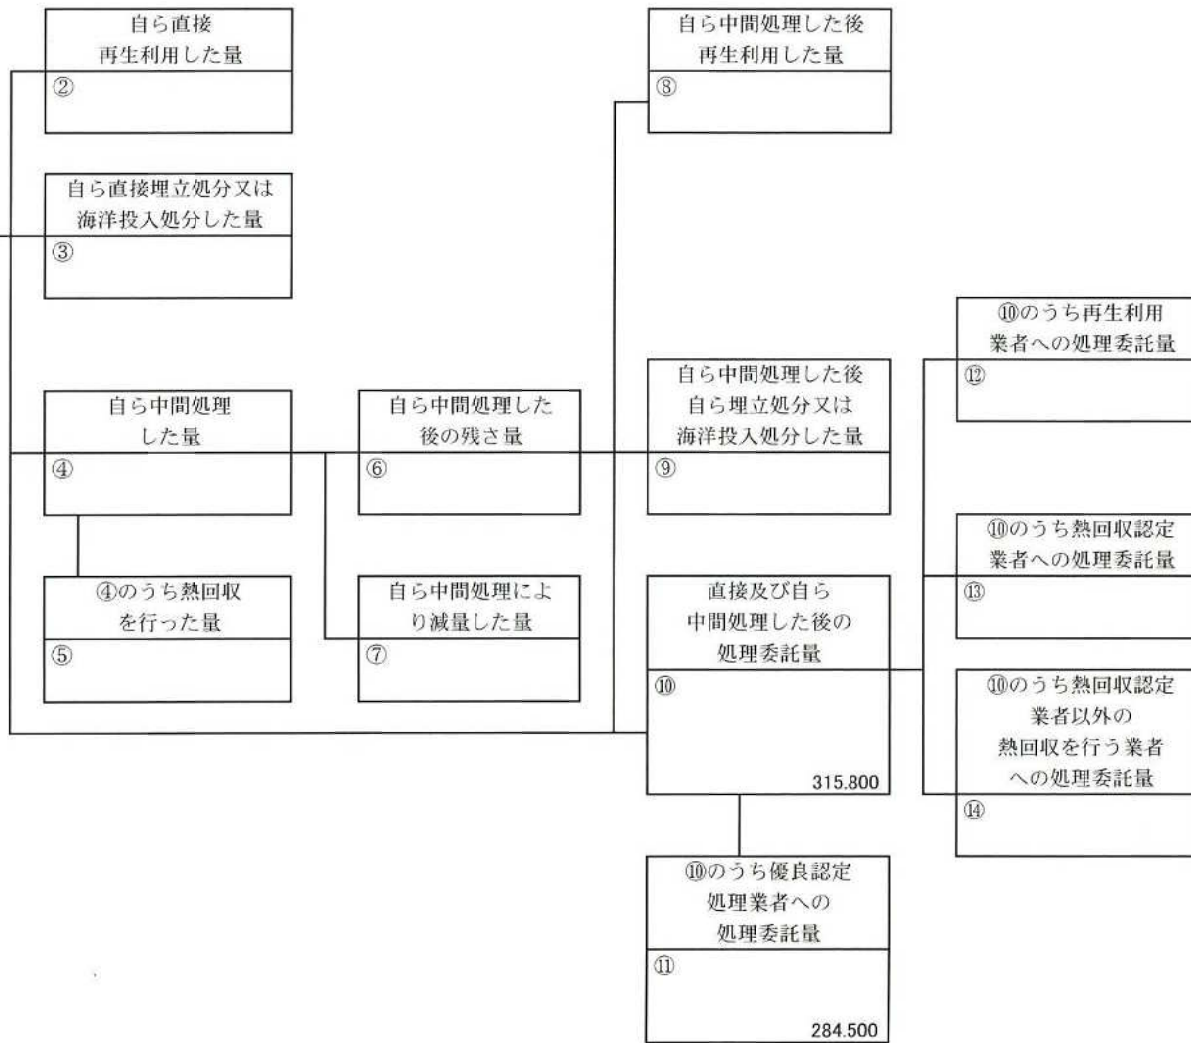 自ら直接
再生利用した量
②
自ら中間処理した後
再生利用した量
⑧
自ら直接埋立処分又は
海洋投入処分した量
③
⑩のうち再生利用
業者への処理委託量
⑫
自ら中間処理
した量
④
自ら中間処理した
後の残さ量
⑥
自ら中間処理した後
自ら埋立処分又は
海洋投入処分した量
⑨
⑩のうち熱回収認定
業者への処理委託量
⑬
④のうち熱回収
を行った量
⑤
自ら中間処理によ
り減量した量
⑦
直接及び自ら
中間処理した後の
処理委託量
⑩
315.800
⑩のうち熱回収認定
業者以外の
熱回収を行う業者
への処理委託量
⑭
⑩のうち優良認定
処理業者への
処理委託量
⑪
284.500